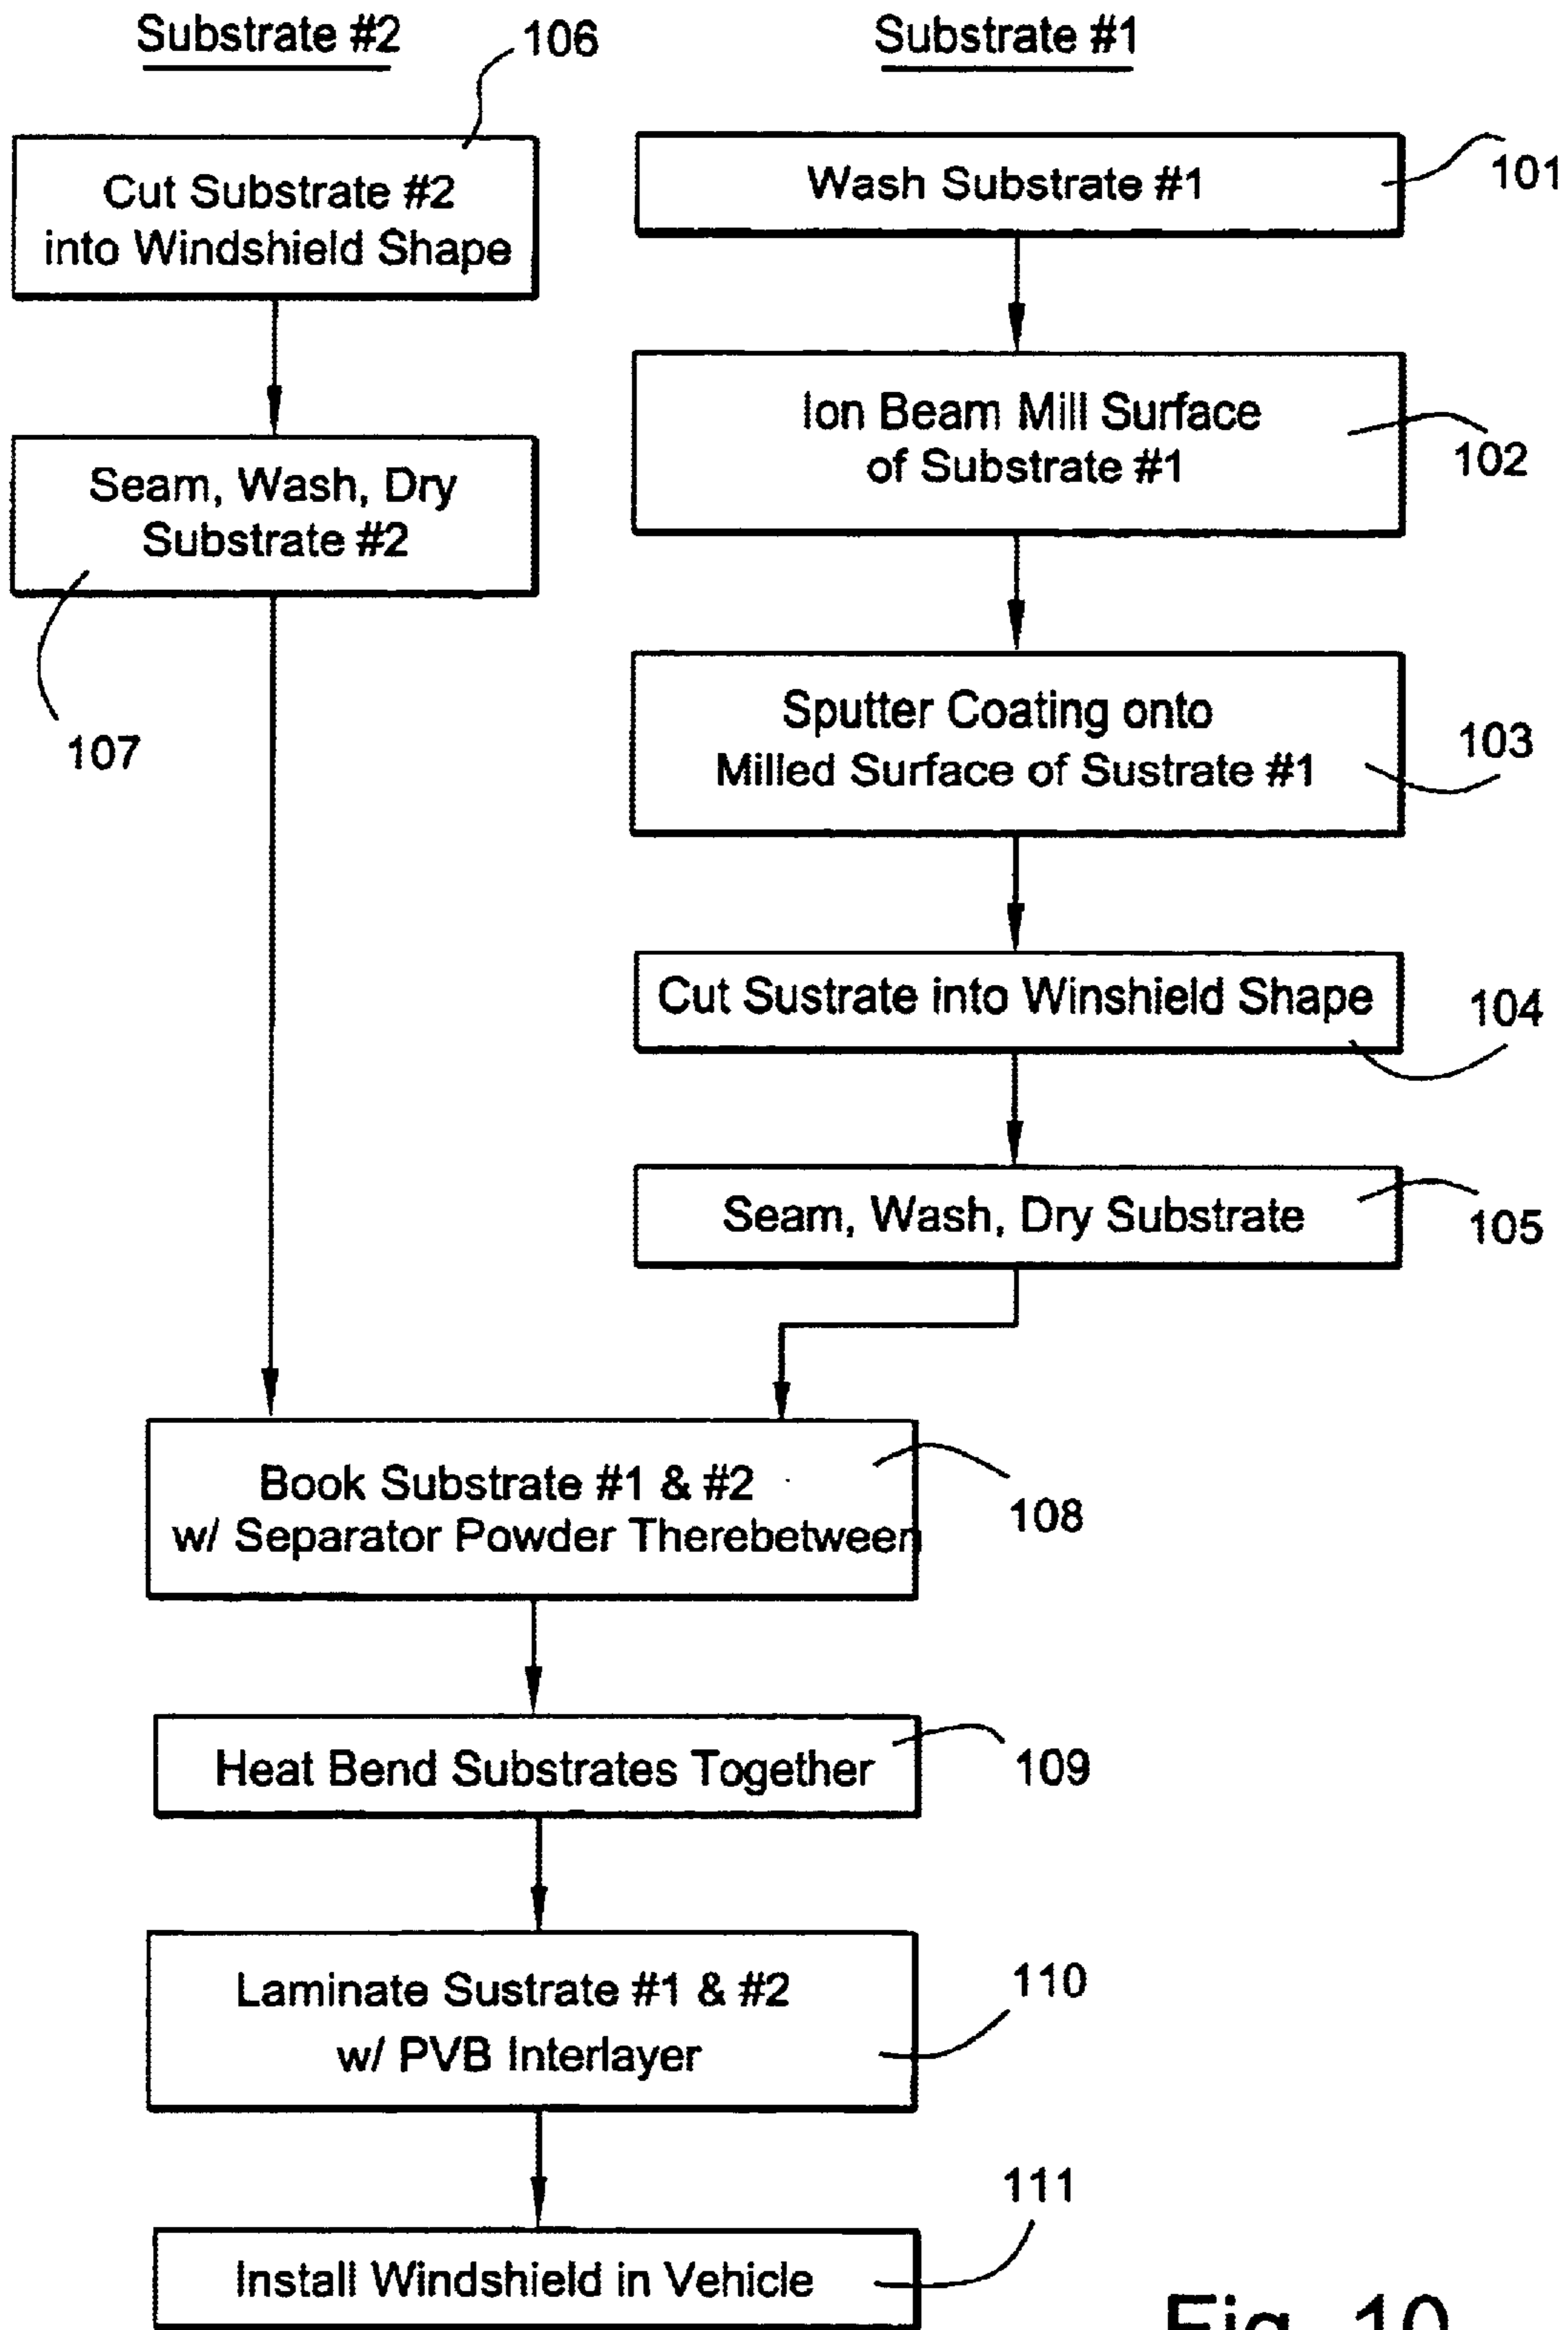 Substrate #2
106
Cut Substrate #2
into Windshield Shape
Seam, Wash, Dry
Substrate #2
107
Substrate #1
Wash Substrate #1
101
Ion Beam Mill Surface
of Substrate #1
102
Sputter Coating onto
Milled Surface of Sustrate #1
103
Cut Sustrate into Winshield Shape
104
Seam, Wash, Dry Substrate
105
Book Substrate #1 & #2
w/ Separator Powder Therebetween
108
Heat Bend Substrates Together
109
Laminate Sustrate #1 & #2
w/ PVB Interlayer
110
Install Windshield in Vehicle
111
Fig. 10